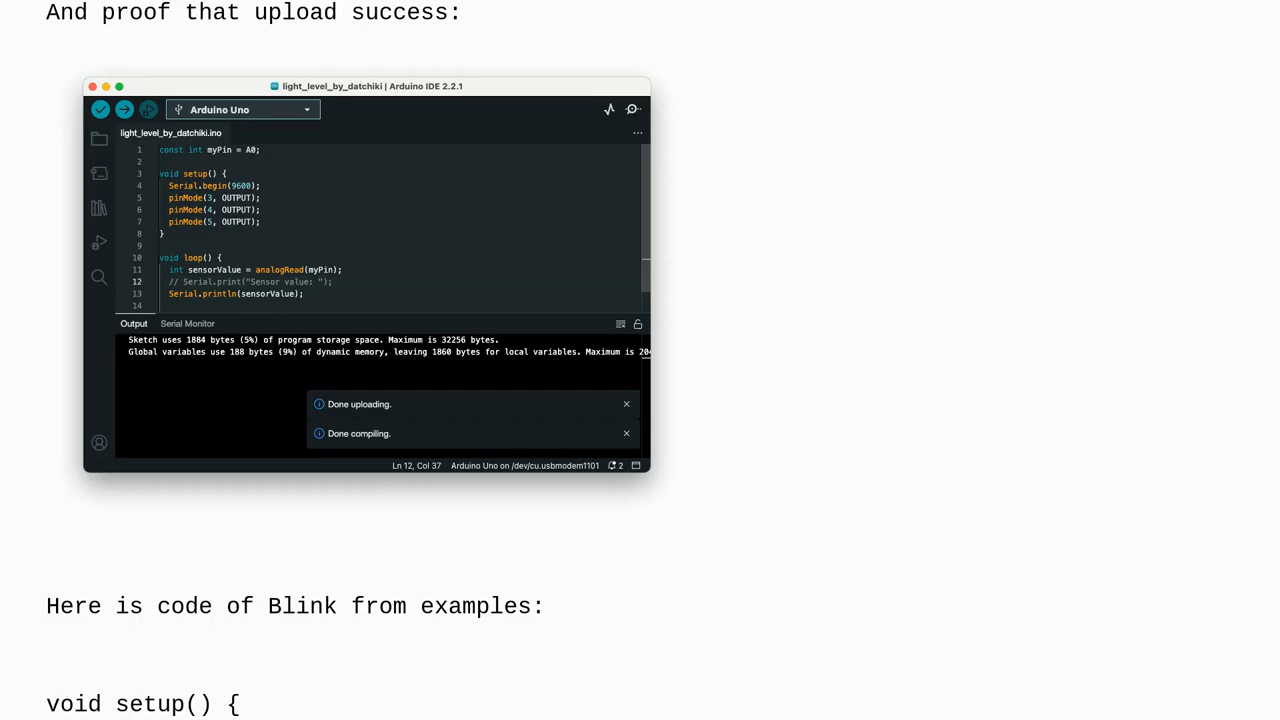 And proof that upload success:
light_level_by_datchiki | Arduino IDE 2.2.1
Arduino Uno
light_level_by_datchiki.ino
1 const int myPin = A0;
2
3 void setup() {
4 Serial.begin(9600);
5 pinMode(3, OUTPUT);
6 pinMode(4, OUTPUT);
7 pinMode(5, OUTPUT);
8 }
9
10 void loop() {
11 int sensorValue = analogRead(myPin);
12 // Serial.print("Sensor value: ");
13 Serial.println(sensorValue);
14
Output Serial Monitor
Sketch uses 1884 bytes (5%) of program storage space. Maximum is 32256 bytes.
Global variables use 188 bytes (9%) of dynamic memory, leaving 1860 bytes for local variables. Maximum is 204
Done uploading.
Done compiling.
Ln 12, Col 37 Arduino Uno on /dev/cu.usbmodem1101 2
Here is code of Blink from examples:
void setup() {